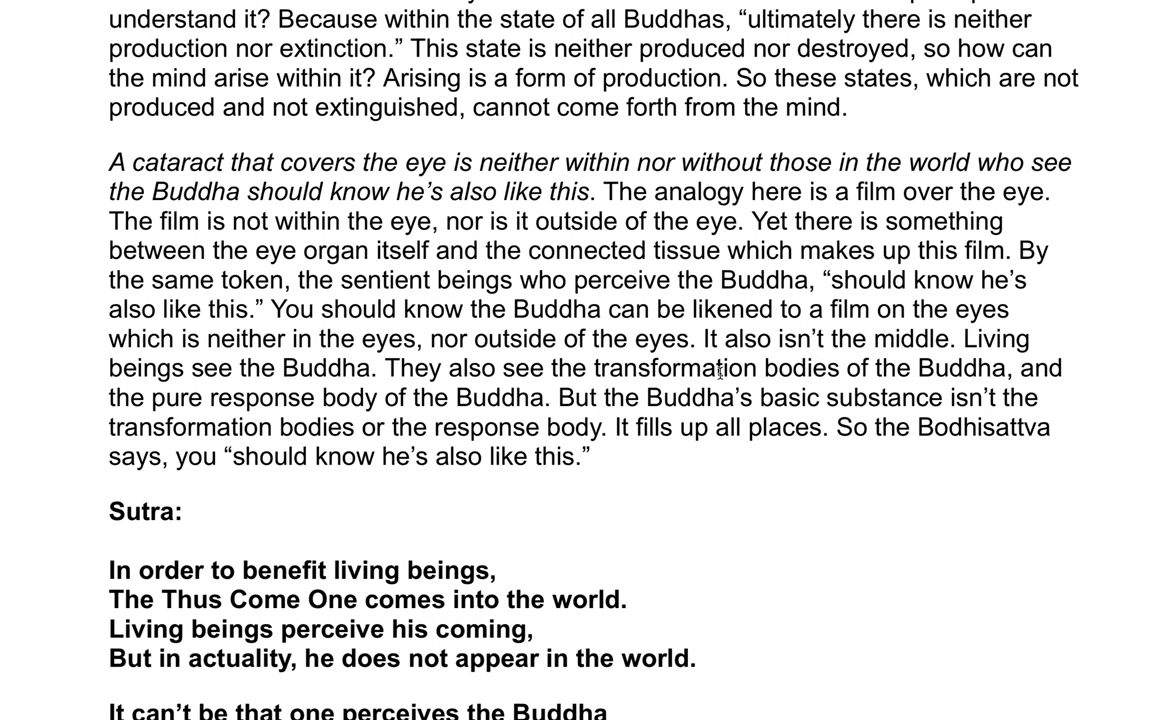 understand it? Because within the state of all Buddhas, “ultimately there is neither
production nor extinction.” This state is neither produced nor destroyed, so how can
the mind arise within it? Arising is a form of production. So these states, which are not
produced and not extinguished, cannot come forth from the mind.
A cataract that covers the eye is neither within nor without those in the world who see
the Buddha should know he’s also like this. The analogy here is a film over the eye.
The film is not within the eye, nor is it outside of the eye. Yet there is something
between the eye organ itself and the connected tissue which makes up this film. By
the same token, the sentient beings who perceive the Buddha, “should know he’s
also like this.” You should know the Buddha can be likened to a film on the eyes
which is neither in the eyes, nor outside of the eyes. It also isn’t the middle. Living
beings see the Buddha. They also see the transformation bodies of the Buddha, and
the pure response body of the Buddha. But the Buddha’s basic substance isn’t the
transformation bodies or the response body. It fills up all places. So the Bodhisattva
says, you “should know he’s also like this.”
Sutra:
In order to benefit living beings,
The Thus Come One comes into the world.
Living beings perceive his coming,
But in actuality, he does not appear in the world.
It can’t be that one perceives the Buddha